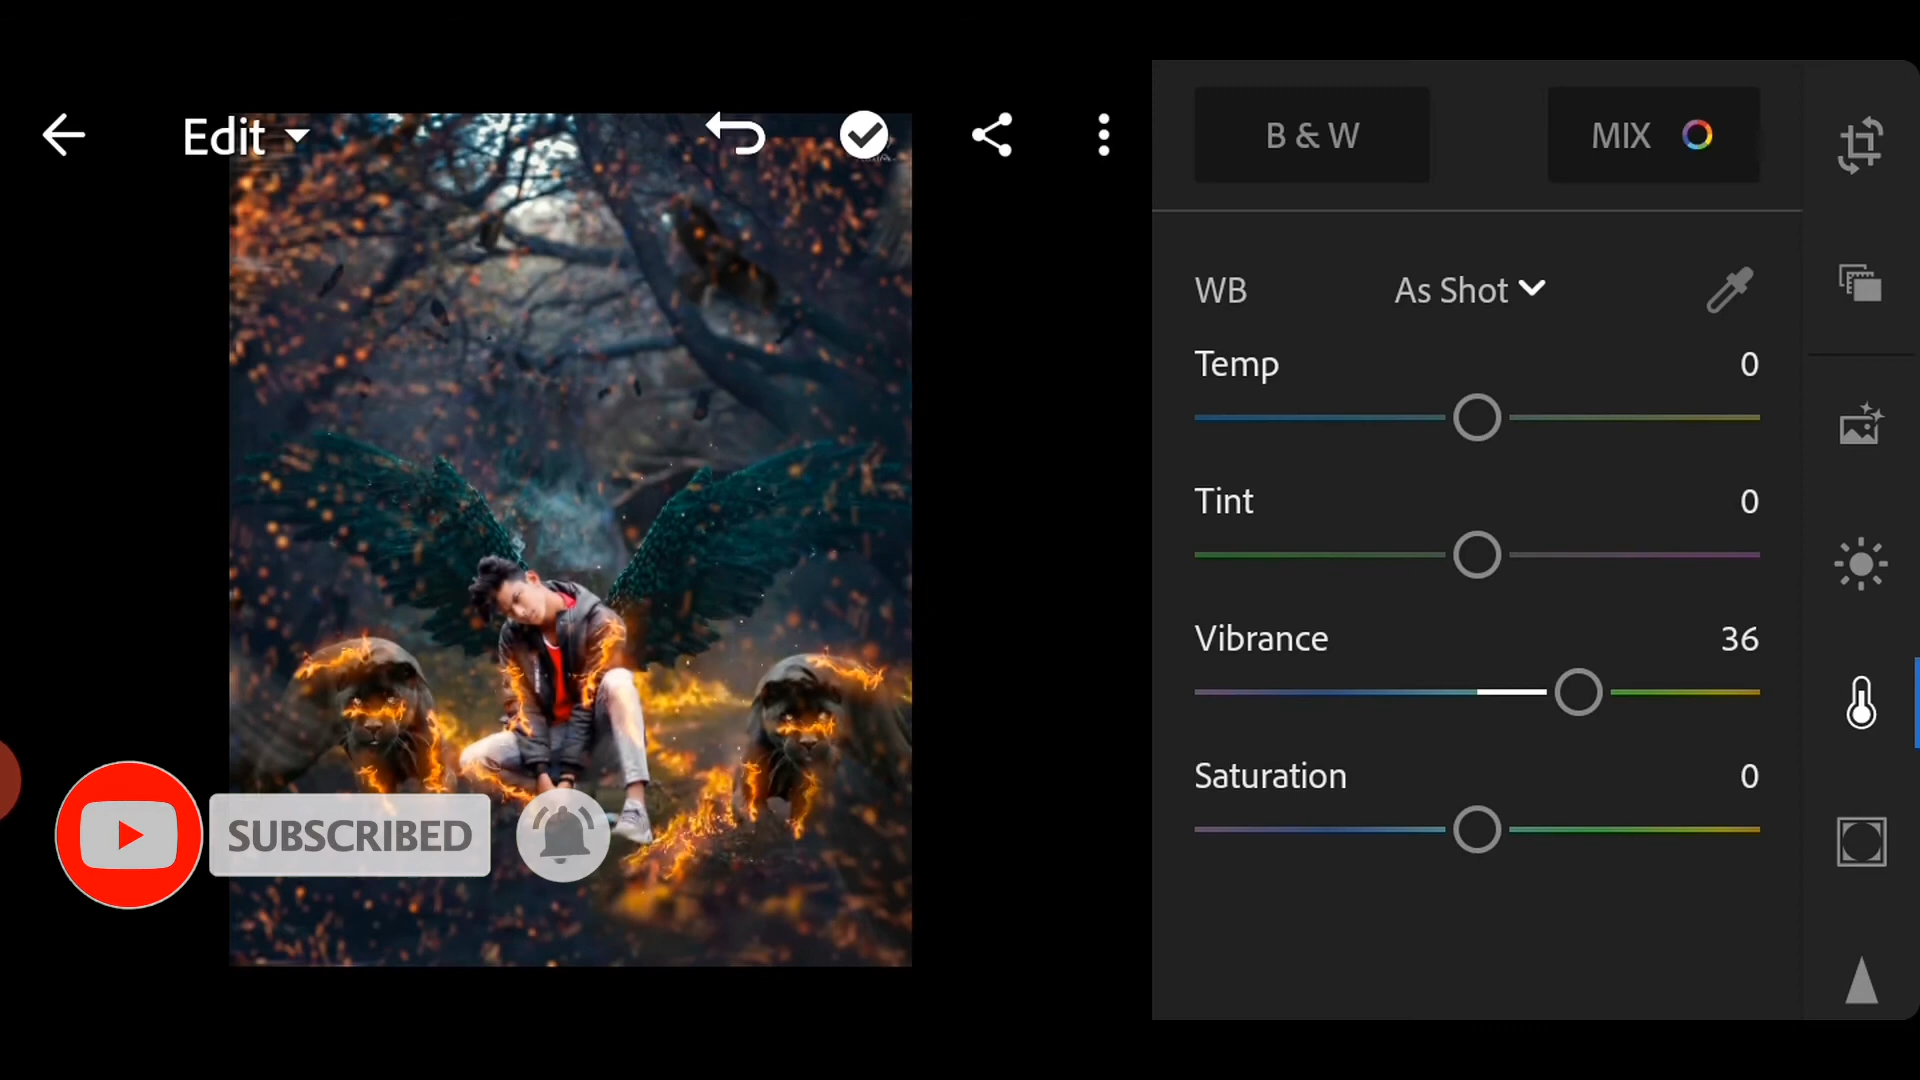 Edit
B & W
MIX
WB
As Shot
Temp
0
Tint
0
Vibrance
36
Saturation
0
SUBSCRIBED